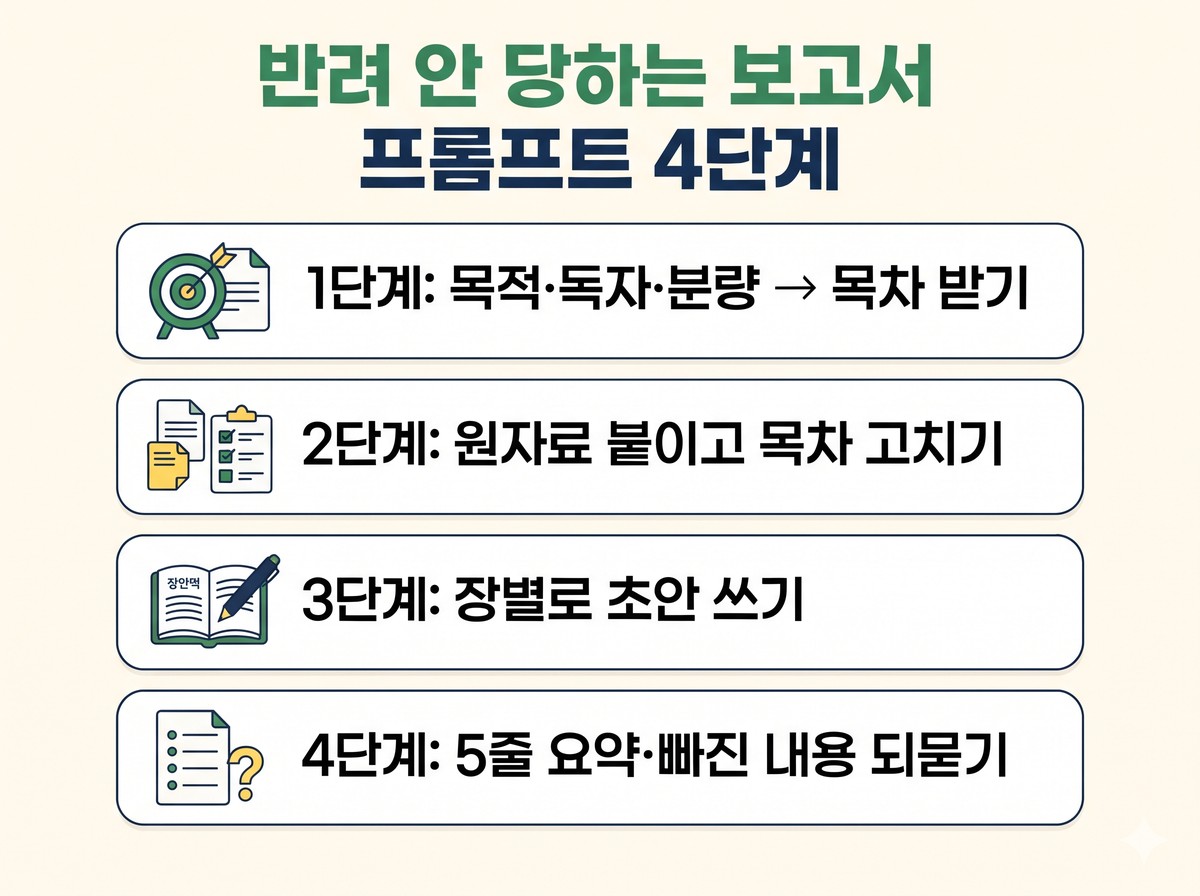 반려 안 당하는 보고서
프롬프트 4단계
1단계: 목적·독자·분량 → 목차 받기
2단계: 원자료 붙이고 목차 고치기
장안떡
3단계: 장별로 초안 쓰기
4단계: 5줄 요약·빠진 내용 되묻기
?